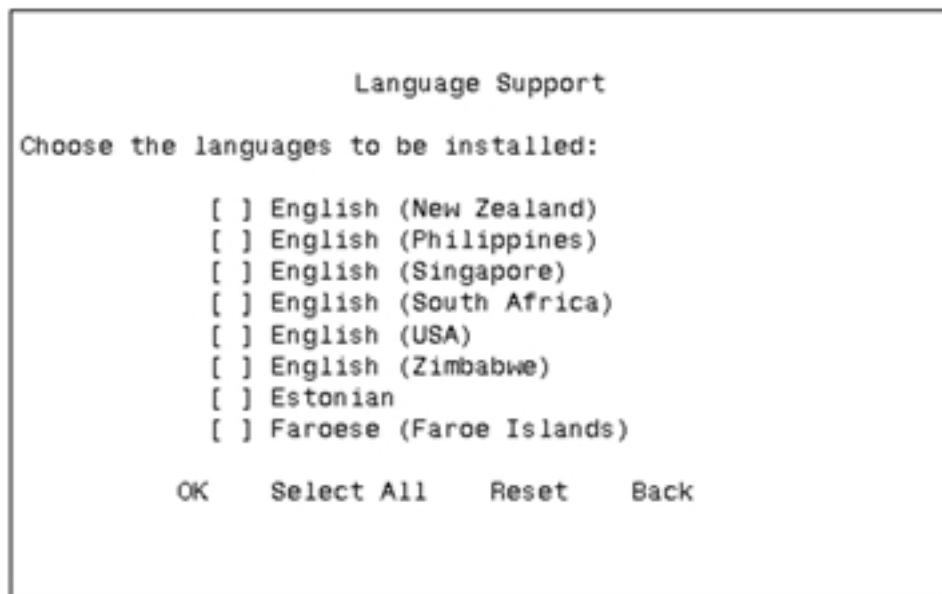 Language Support
Choose the languages to be installed:
[ ] English (New Zealand)
[ ] English (Philippines)
[ ] English (Singapore)
[ ] English (South Africa)
[ ] English (USA)
[ ] English (Zimbabwe)
[ ] Estonian
[ ] Faroese (Faroe Islands)
OK Select All Reset Back